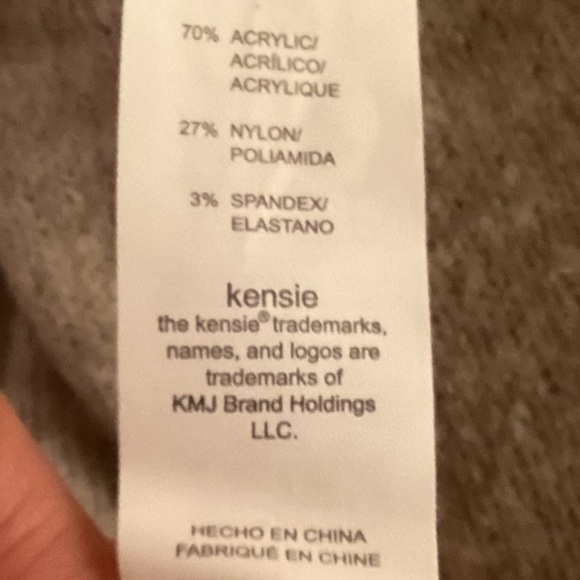 70% ACRYLIC/
ACRÍLICO/
ACRYLIQUE
27% NYLON/
POLIAMIDA
3% SPANDEX/
ELASTANO
kensie
the kensie® trademarks,
names, and logos are
trademarks of
KMJ Brand Holdings
LLC.
HECHO EN CHINA
FABRIQUÉ EN CHINE